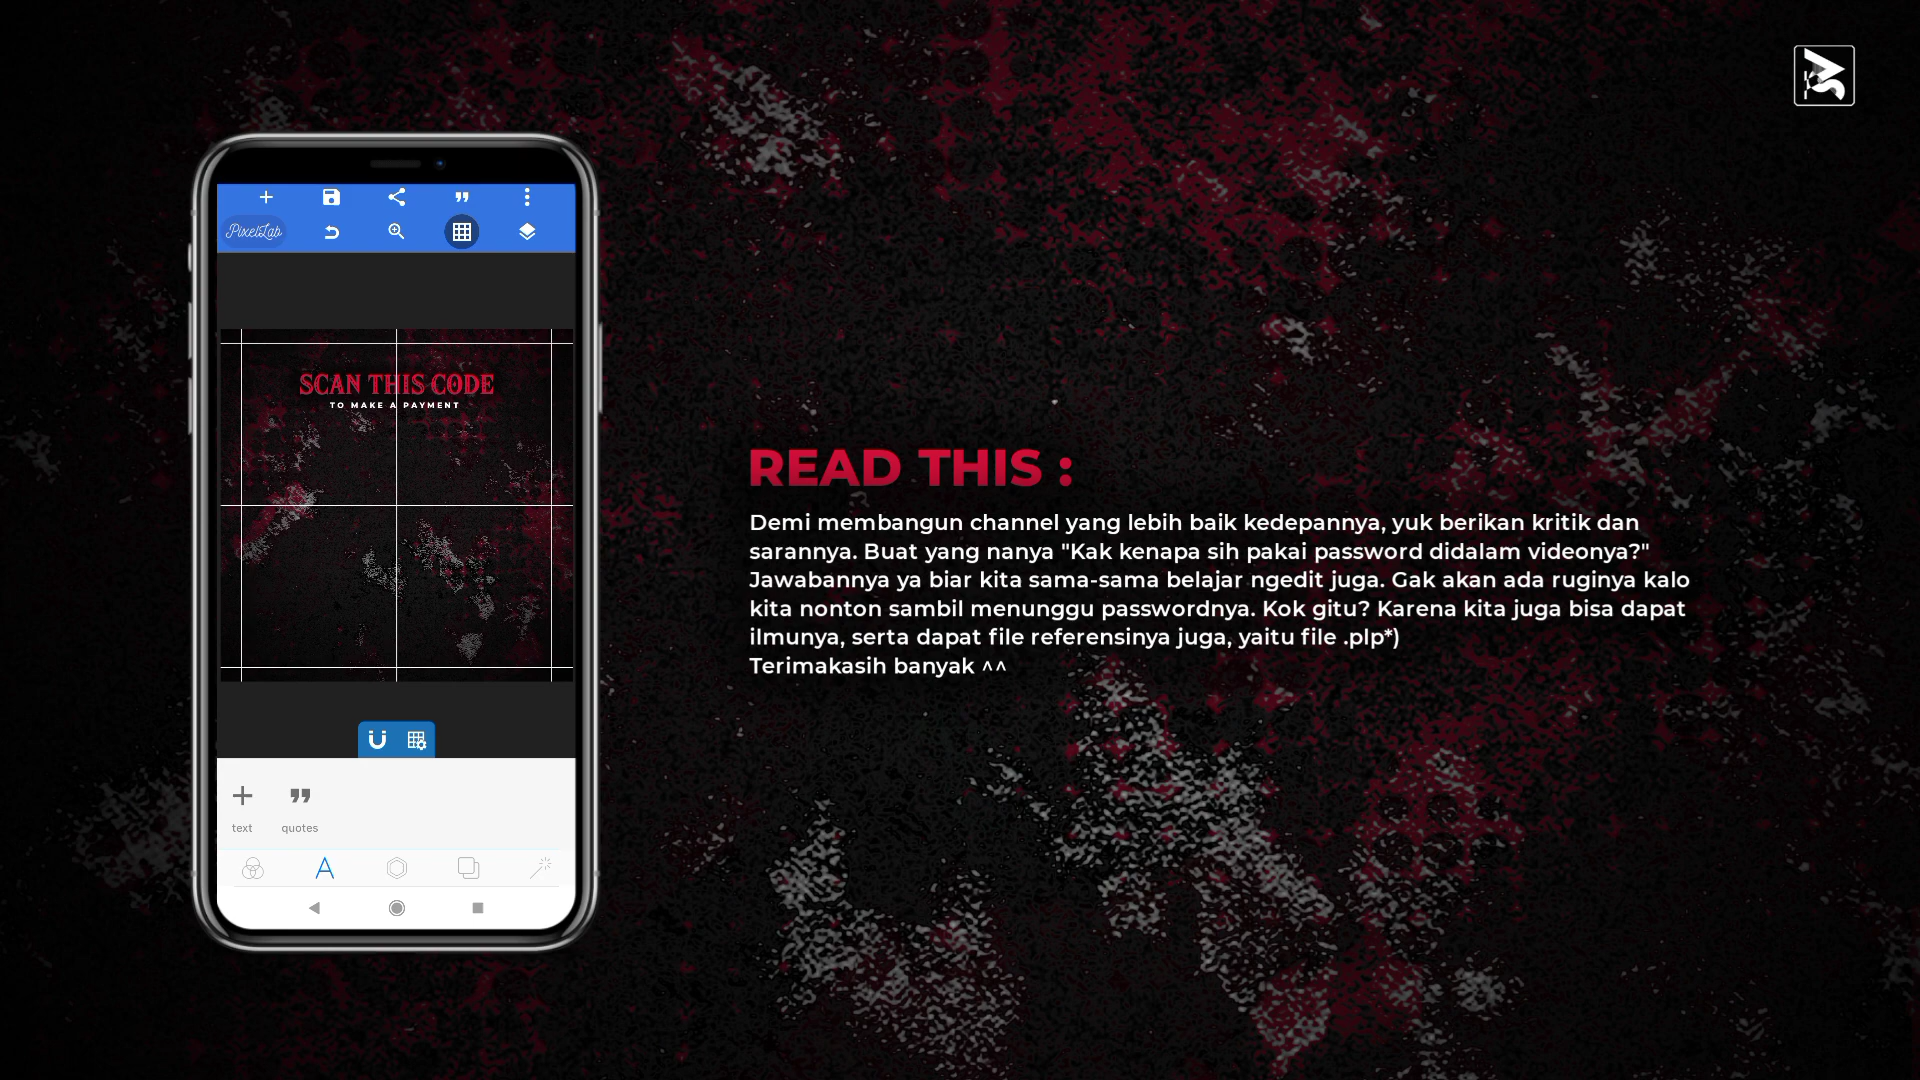 PixelLab
SCAN THIS CODE
TO MAKE A PAYMENT
text
quotes
READ THIS :
Demi membangun channel yang lebih baik kedepannya, yuk berikan kritik dan
sarannya. Buat yang nanya "Kak kenapa sih pakai password didalam videonya?"
Jawabannya ya biar kita sama-sama belajar ngedit juga. Gak akan ada ruginya kalo
kita nonton sambil menunggu passwordnya. Kok gitu? Karena kita juga bisa dapat
ilmunya, serta dapat file referensinya juga, yaitu file .plp*)
Terimakasih banyak ^^